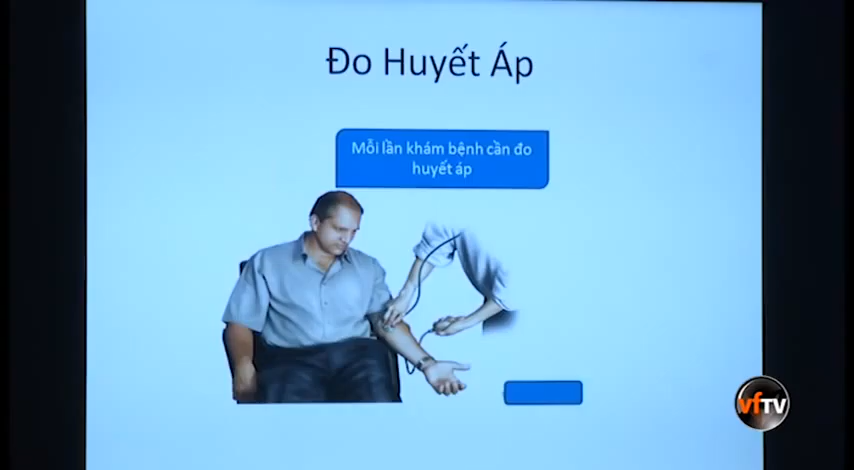 Đo Huyết Áp
Mỗi lần khám bệnh cần đo
huyết áp
vfTV